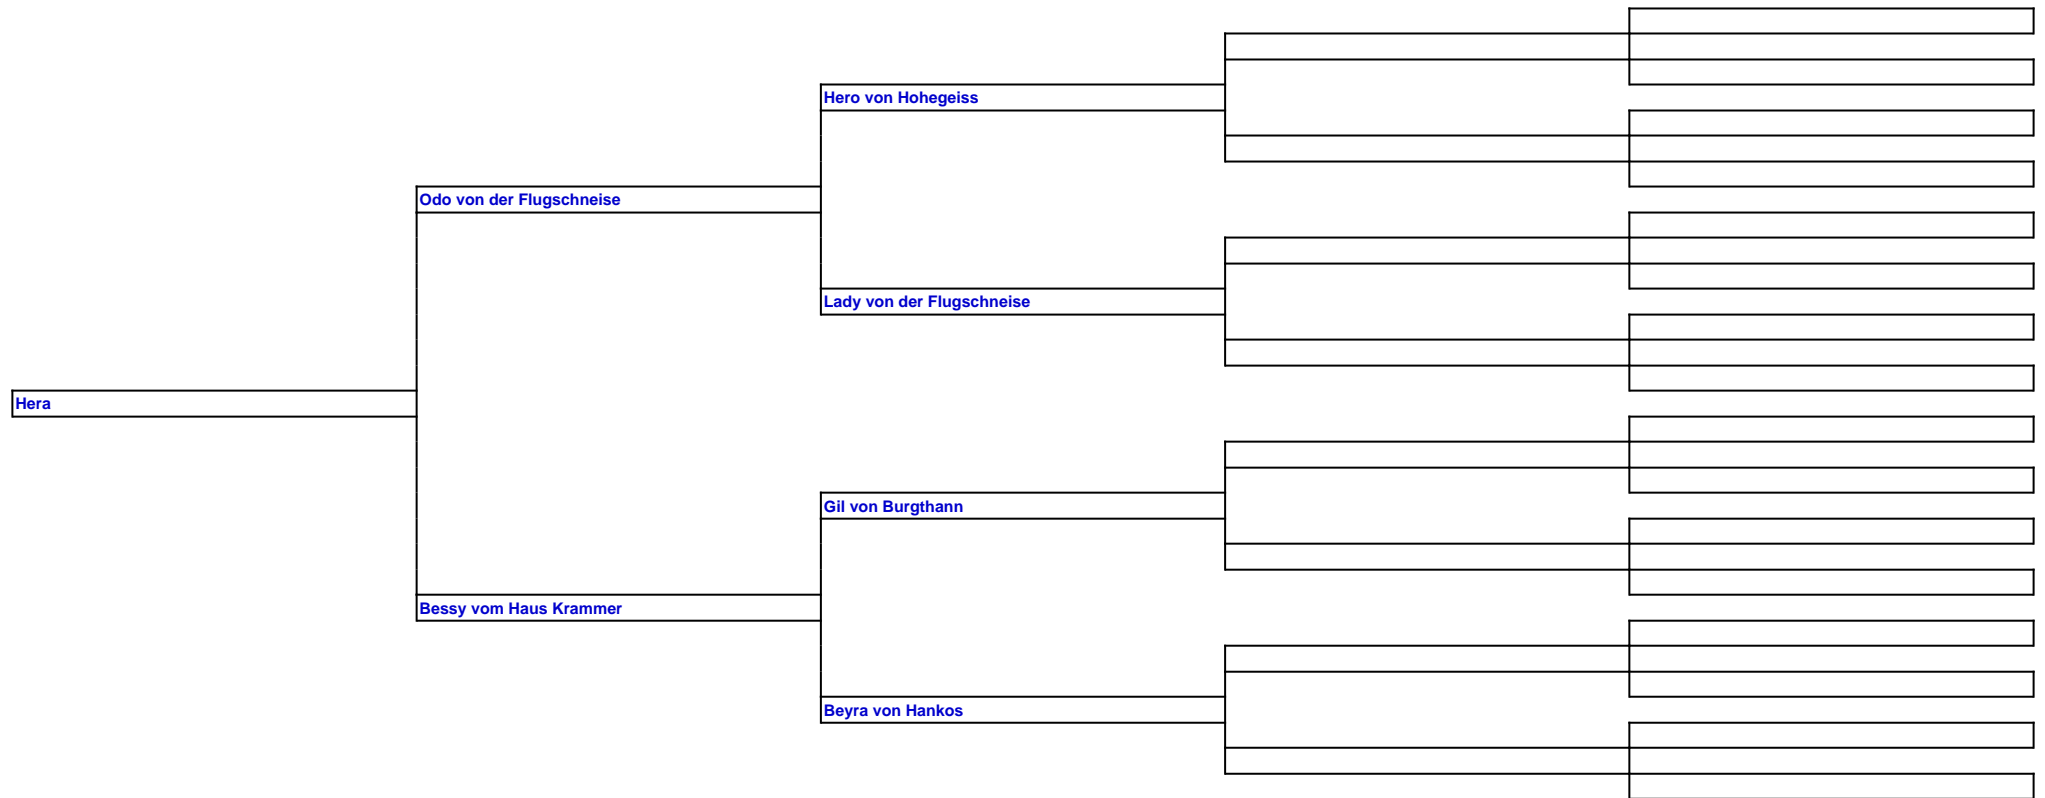 Hero von Hohegeiss
Odo von der Flugschneise
Lady von der Flugschneise
Hera
Gil von Burgthann
Bessy vom Haus Krammer
Beyra von Hankos